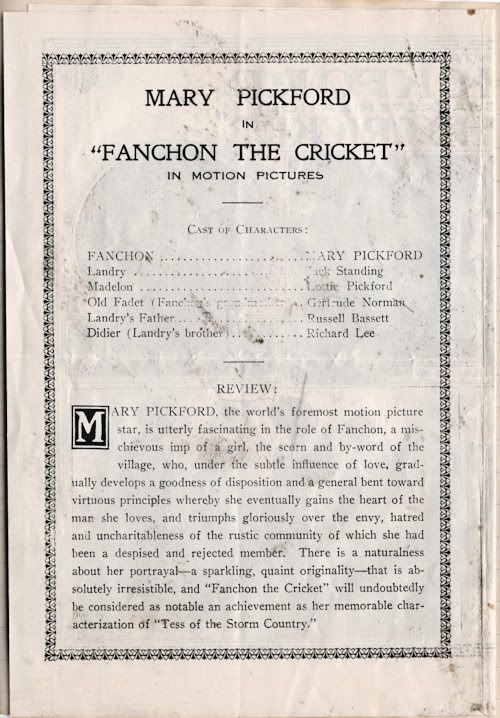 MARY PICKFORD
IN
"FANCHON THE CRICKET"
IN MOTION PICTURES
CAST OF CHARACTERS:
FANCHON .................... MARY PICKFORD
Landry ..................... Jack Standing
Madelon .................... Lottie Pickford
Old Fadet (Fanchon's grandmother) .. Gertrude Norman
Landry's Father ............ Russell Bassett
Didier (Landry's brother) .......... Richard Lee
REVIEW:
MARY PICKFORD, the world's foremost motion picture
star, is utterly fascinating in the role of Fanchon, a mis-
chievous imp of a girl, the scorn and by-word of the
village, who, under the subtle influence of love, grad-
ually develops a goodness of disposition and a general bent toward
virtuous principles whereby she eventually gains the heart of the
man she loves, and triumphs gloriously over the envy, hatred
and uncharitableness of the rustic community of which she had
been a despised and rejected member. There is a naturalness
about her portrayal—a sparkling, quaint originality—that is ab-
solutely irresistible, and "Fanchon the Cricket" will undoubtedly
be considered as notable an achievement as her memorable char-
acterization of "Tess of the Storm Country."